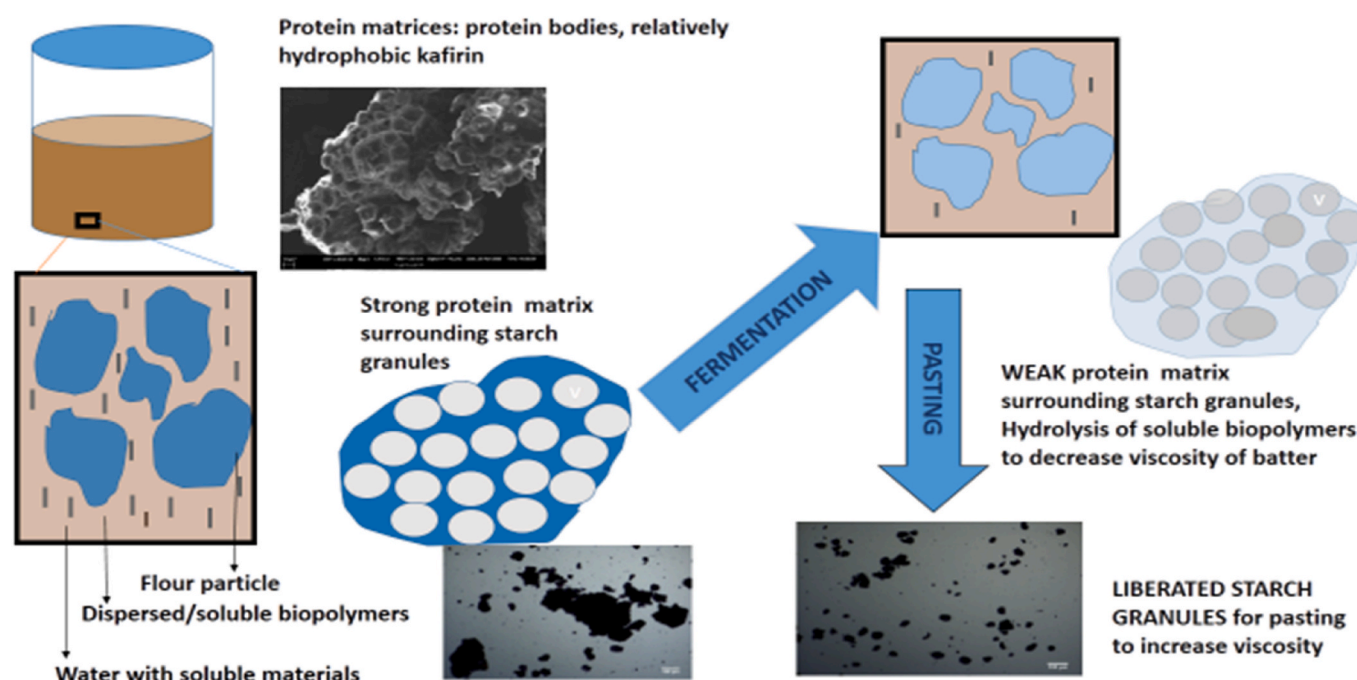 Protein matrices: protein bodies, relatively
hydrophobic kafirin
Strong protein matrix
surrounding starch
granules
V
FERMENTATION
V
PASTING
WEAK protein matrix
surrounding starch granules,
Hydrolysis of soluble biopolymers
to decrease viscosity of batter
Flour particle
Dispersed/soluble biopolymers
Water with soluble materials
LIBERATED STARCH
GRANULES for pasting
to increase viscosity